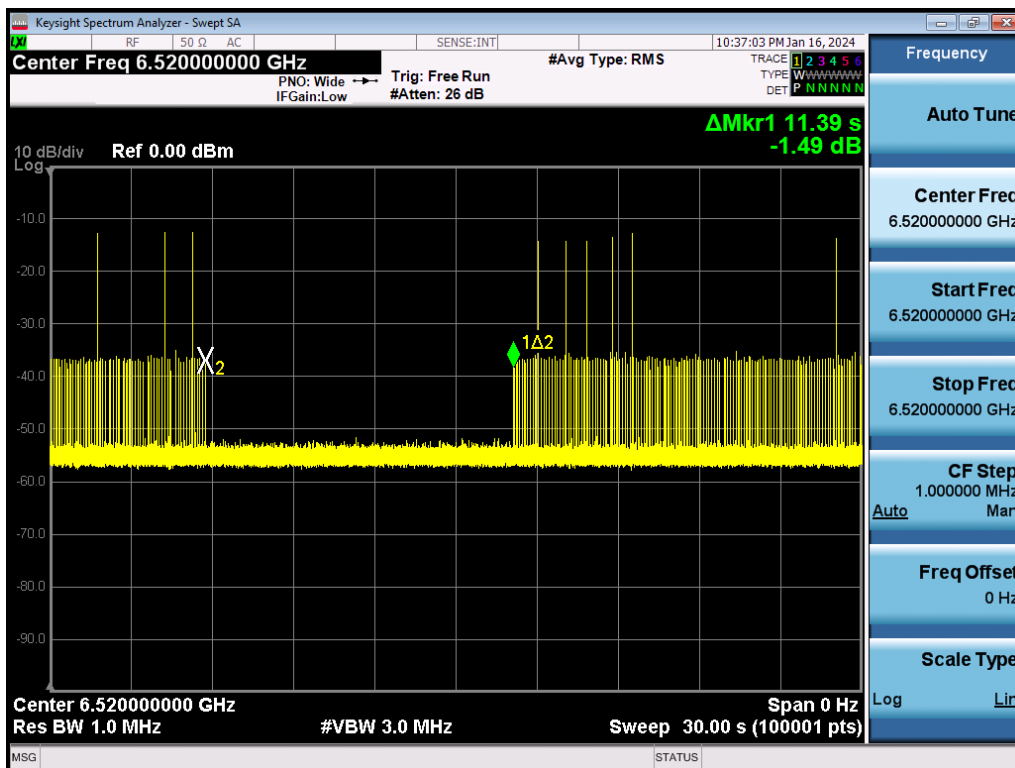 Keysight Spectrum Analyzer - Swept SA
LXI RF 50 Ω AC SENSE:INT 10:37:03 PM Jan 16, 2024
Center Freq 6.520000000 GHz
PNO: Wide
IFGain:Low
Trig: Free Run
#Atten: 26 dB
#Avg Type: RMS
TRACE 1 2 3 4 5 6
TYPE WWWWWW
DET P N N N N N
ΔMkr1 11.39 s
-1.49 dB
10 dB/div Ref 0.00 dBm
Log
-10.0
-20.0
-30.0
-40.0
-50.0
-60.0
-70.0
-80.0
-90.0
X2
1Δ2
Center 6.520000000 GHz Span 0 Hz
Res BW 1.0 MHz #VBW 3.0 MHz Sweep 30.00 s (100001 pts)
MSG STATUS
Frequency
Auto Tune
Center Freq
6.520000000 GHz
Start Freq
6.520000000 GHz
Stop Freq
6.520000000 GHz
CF Step
1.000000 MHz
Auto Man
Freq Offset
0 Hz
Scale Type
Log Lin